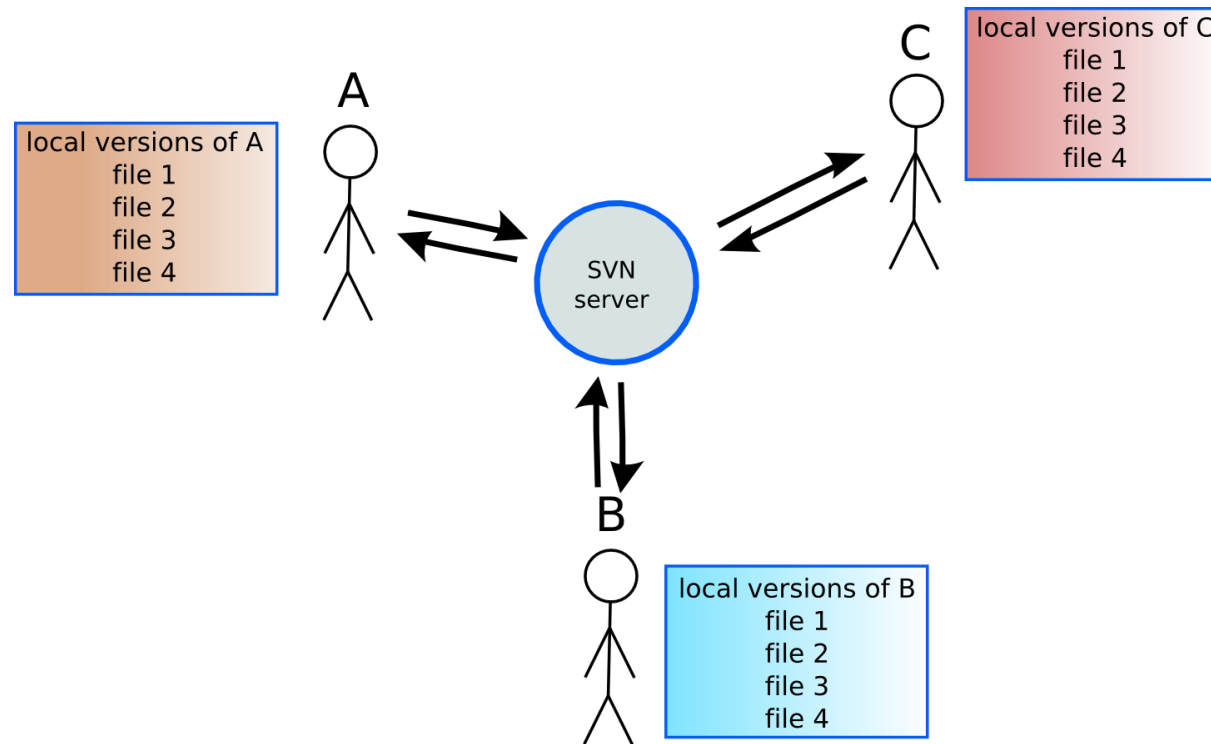 A
local versions of A
file 1
file 2
file 3
file 4
C
local versions of C
file 1
file 2
file 3
file 4
SVN
server
B
local versions of B
file 1
file 2
file 3
file 4